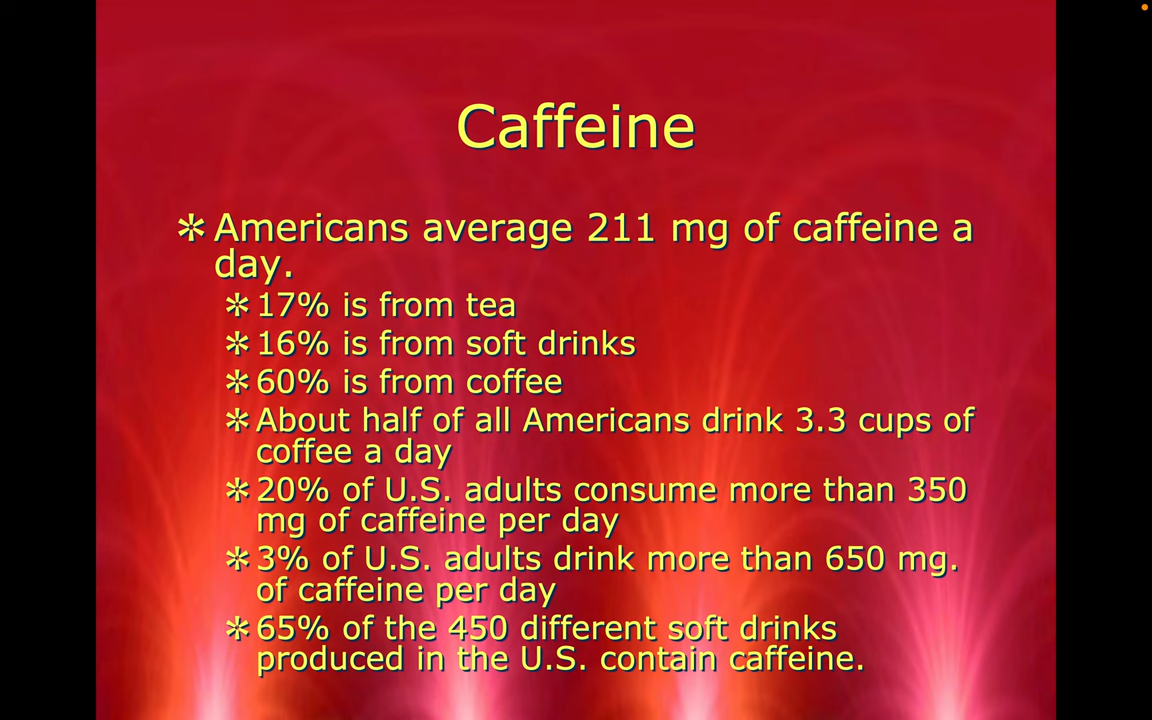 Caffeine
✻ Americans average 211 mg of caffeine a
day.
✻ 17% is from tea
✻ 16% is from soft drinks
✻ 60% is from coffee
✻ About half of all Americans drink 3.3 cups of
coffee a day
✻ 20% of U.S. adults consume more than 350
mg of caffeine per day
✻ 3% of U.S. adults drink more than 650 mg.
of caffeine per day
✻ 65% of the 450 different soft drinks
produced in the U.S. contain caffeine.